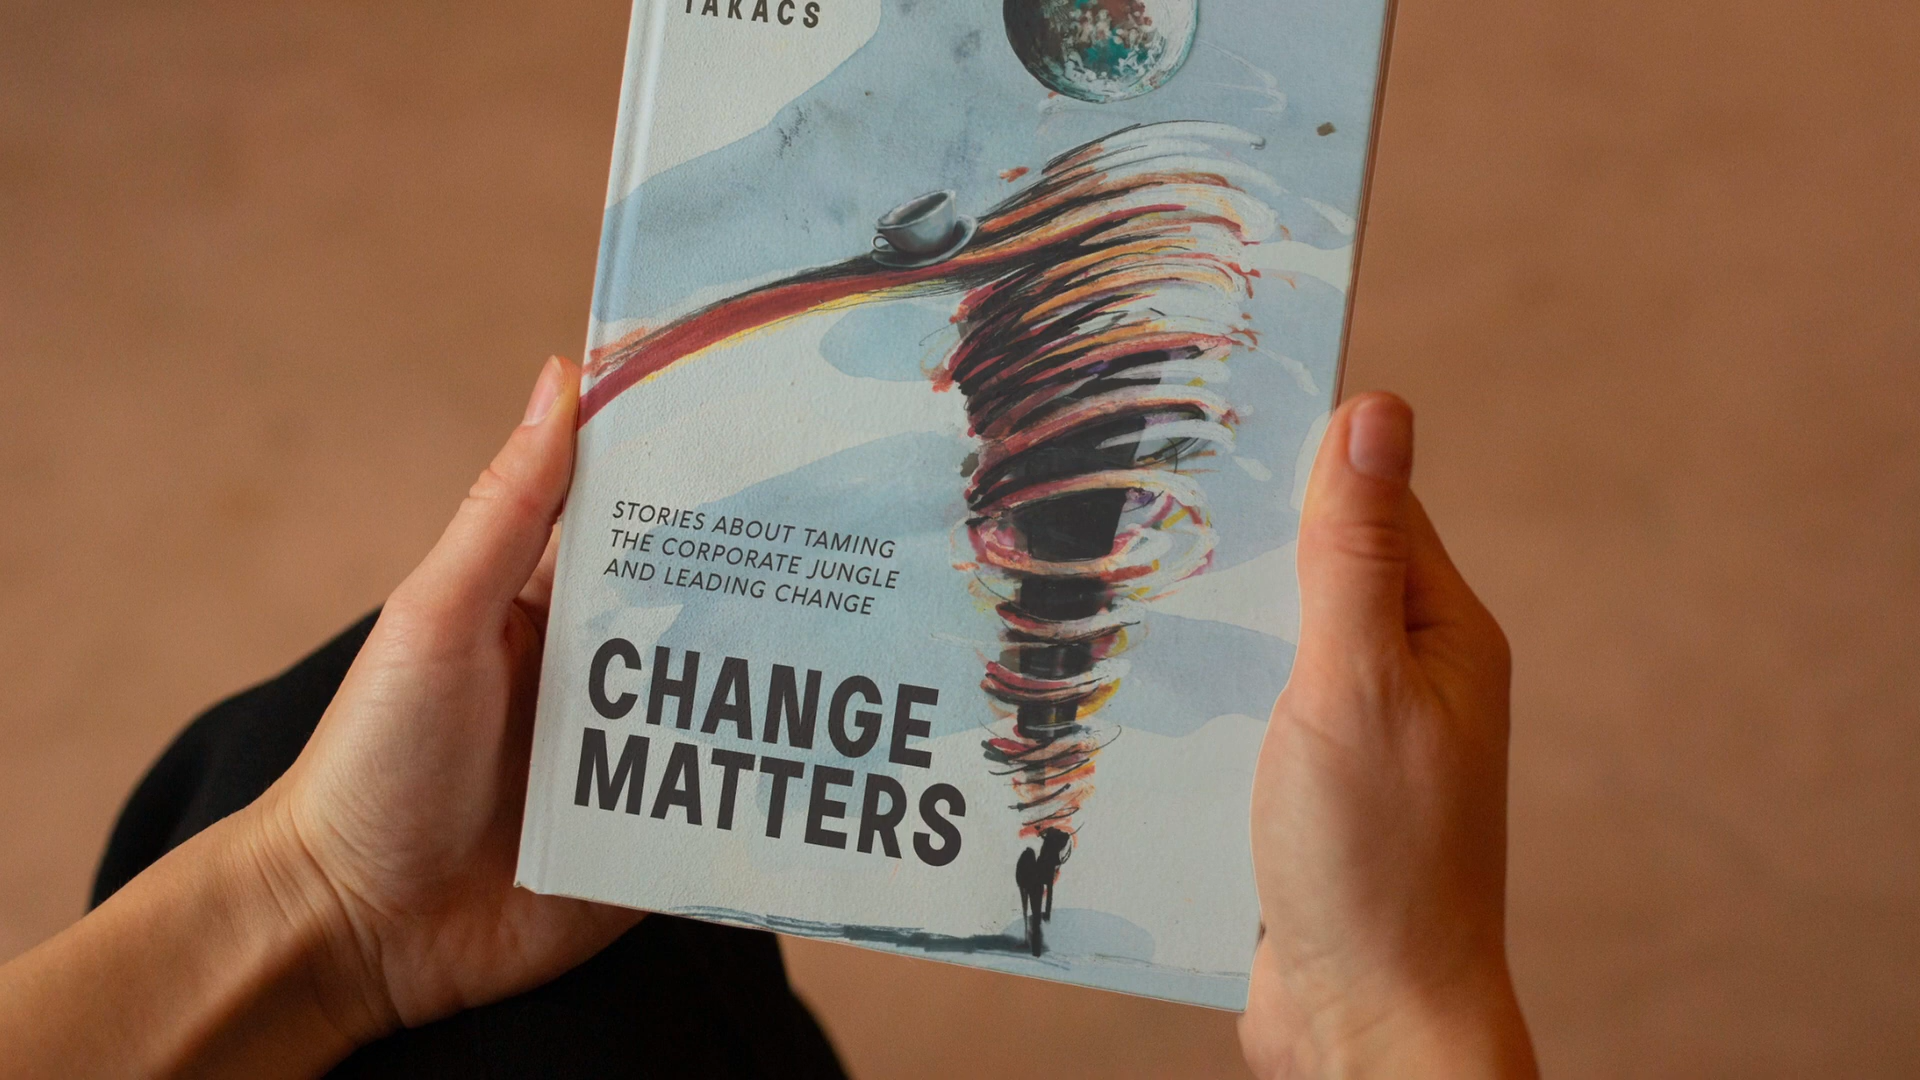 TAKACS
STORIES ABOUT TAMING
THE CORPORATE JUNGLE
AND LEADING CHANGE
CHANGE
MATTERS